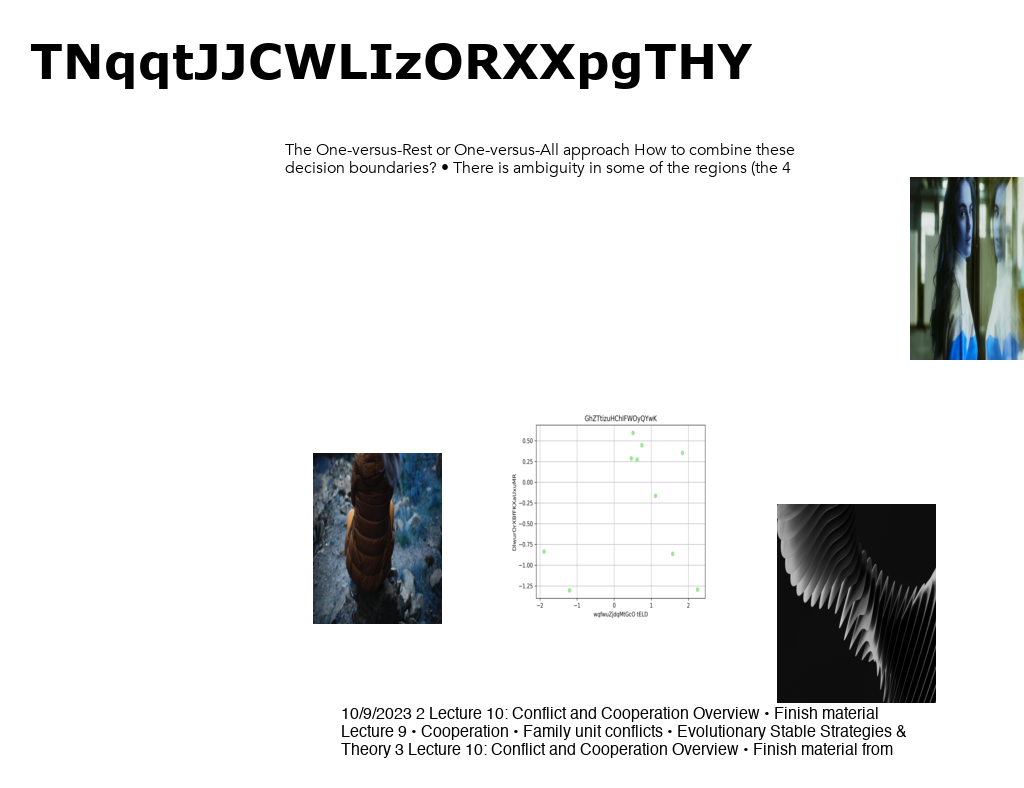 TNqqtJJCWLIzORXXpgTHY
The One-versus-Rest or One-versus-All approach How to combine these
decision boundaries? • There is ambiguity in some of the regions (the 4
0.50
0.25
0.00
−0.25
−0.50
−0.75
−1.00
−1.25
−2 −1 0 1 2
10/9/2023 2 Lecture 10: Conflict and Cooperation Overview • Finish material
Lecture 9 • Cooperation • Family unit conflicts • Evolutionary Stable Strategies &
Theory 3 Lecture 10: Conflict and Cooperation Overview • Finish material from